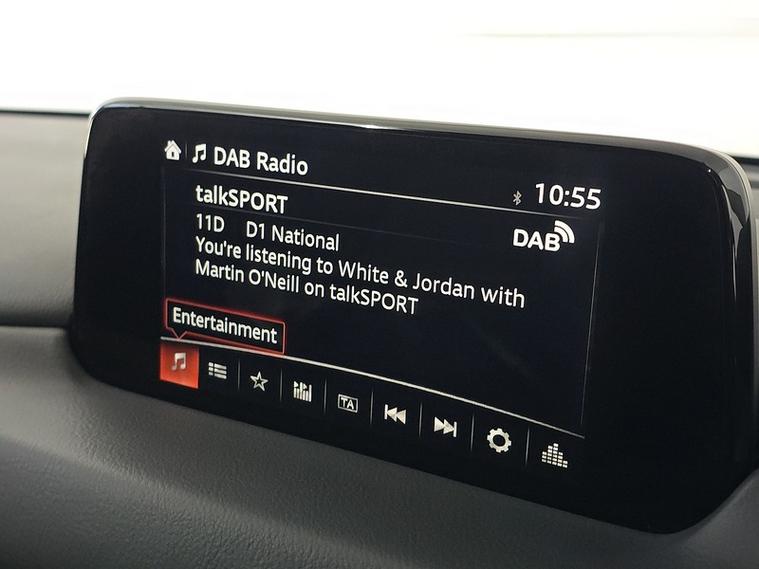 DAB Radio
10:55
talkSPORT
11D D1 National
DAB
You're listening to White & Jordan with
Martin O'Neill on talkSPORT
Entertainment
TA